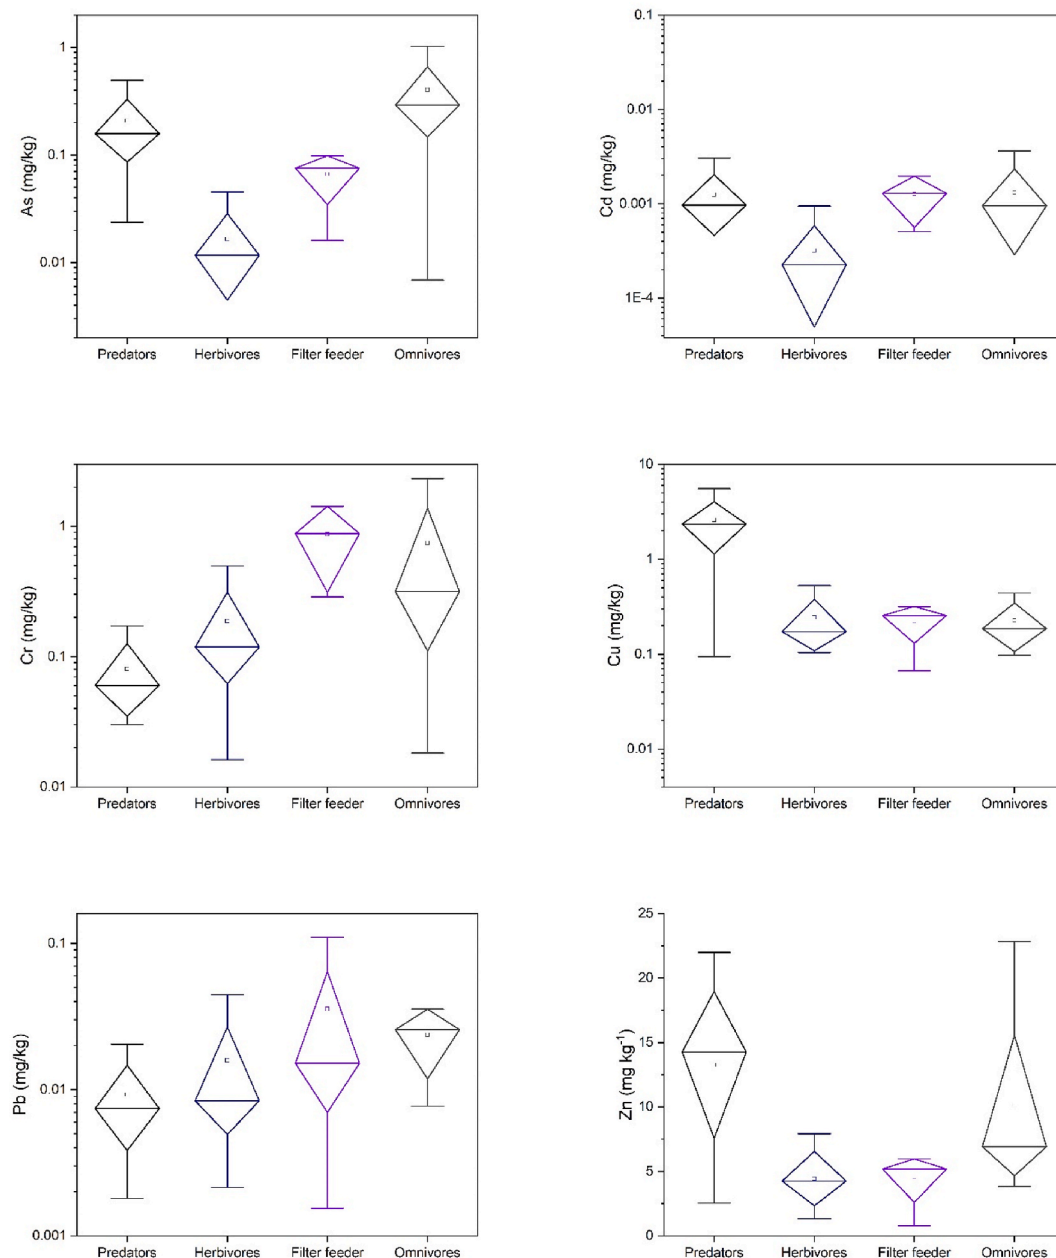 As (mg/kg)
1
0.1
0.01
Predators Herbivores Filter feeder Omnivores
Cd (mg/kg)
0.1
0.01
0.001
1E-4
Predators Herbivores Filter feeder Omnivores
Cr (mg/kg)
1
0.1
0.01
Predators Herbivores Filter feeder Omnivores
Cu (mg/kg)
10
1
0.1
0.01
Predators Herbivores Filter feeder Omnivores
Pb (mg/kg)
0.1
0.01
0.001
Predators Herbivores Filter feeder Omnivores
Zn (mg kg⁻¹)
25
20
15
10
5
0
Predators Herbivores Filter feeder Omnivores